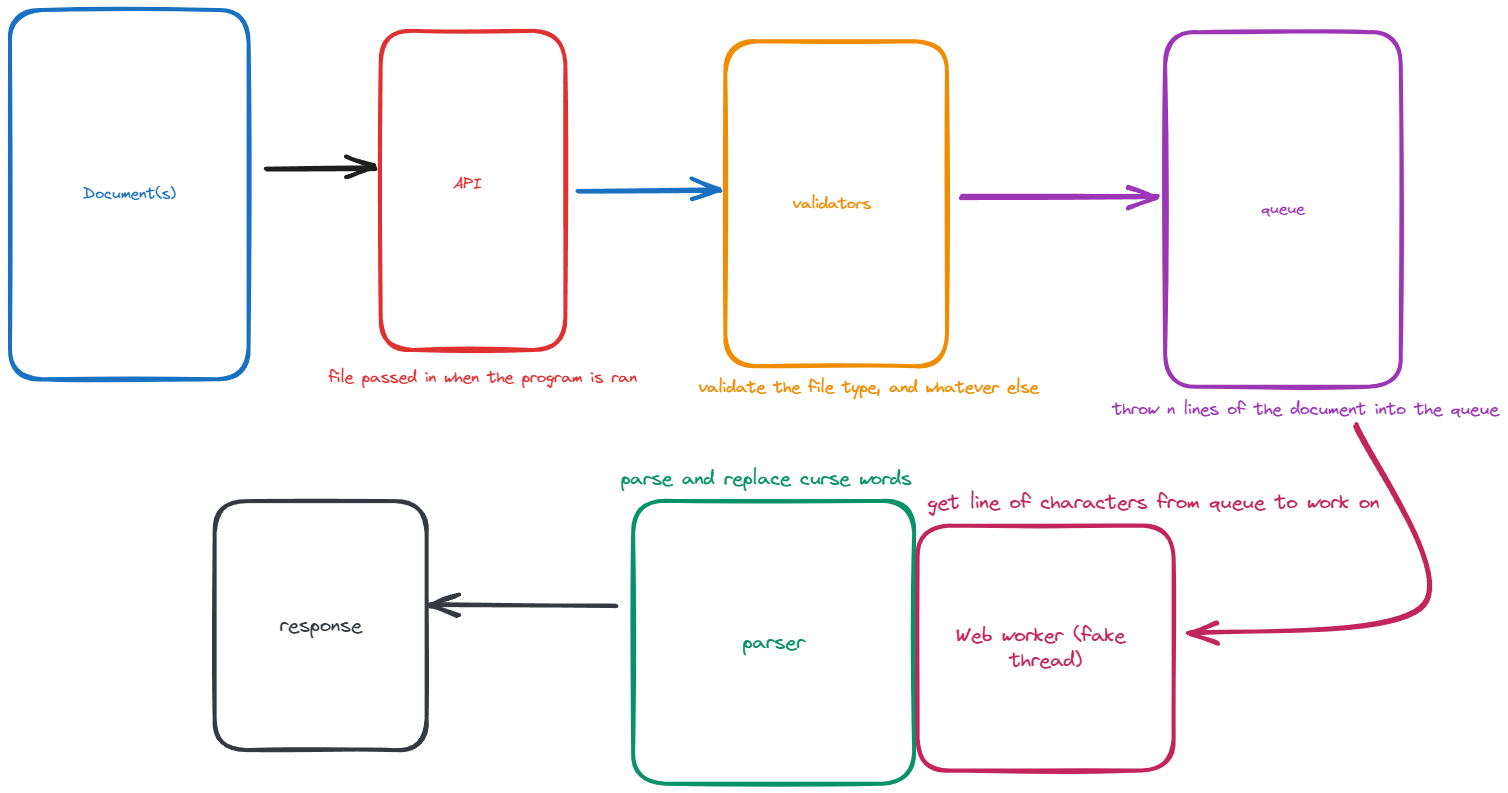 Document(s)
API
validators
queue
file passed in when the program is ran
validate the file type, and whatever else
throw n lines of the document into the queue
parse and replace curse words
get line of characters from queue to work on
response
parser
Web worker (fake
thread)